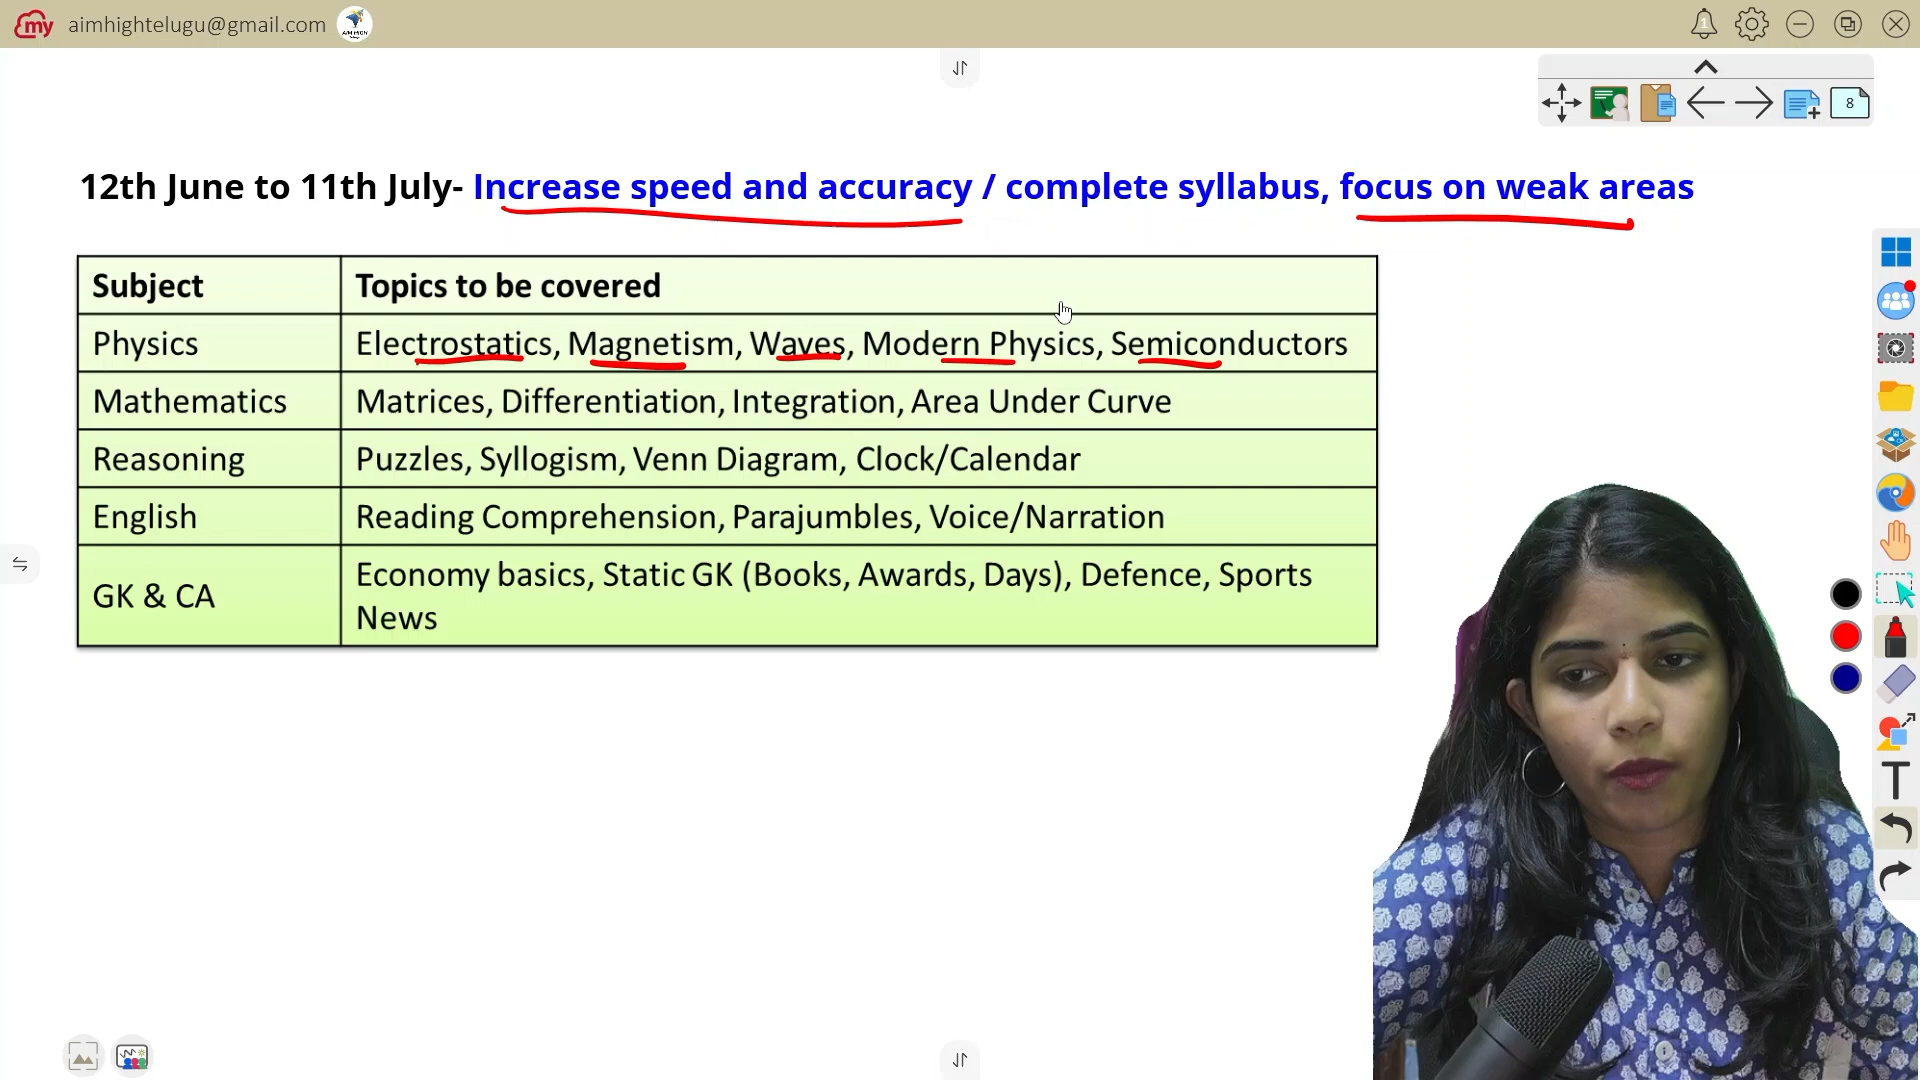 my aimhightelugu@gmail.com
1
8
12th June to 11th July- Increase speed and accuracy / complete syllabus, focus on weak areas
Subject Topics to be covered
Physics Electrostatics, Magnetism, Waves, Modern Physics, Semiconductors
Mathematics Matrices, Differentiation, Integration, Area Under Curve
Reasoning Puzzles, Syllogism, Venn Diagram, Clock/Calendar
English Reading Comprehension, Parajumbles, Voice/Narration
GK & CA Economy basics, Static GK (Books, Awards, Days), Defence, Sports
News
T